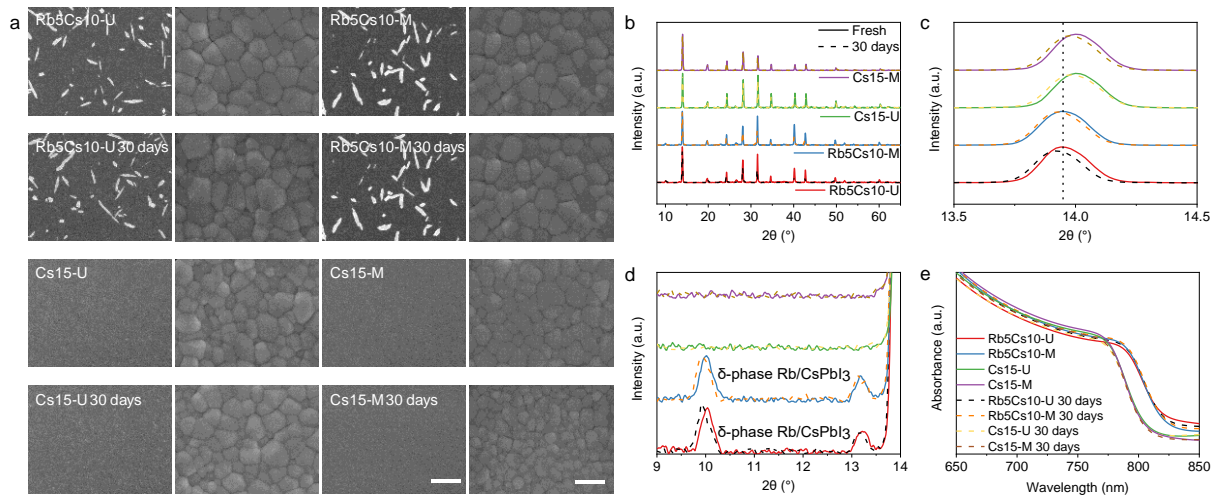 a
Rb5Cs10-U
Rb5Cs10-M
Rb5Cs10-U 30 days
Rb5Cs10-M 30 days
Cs15-U
Cs15-M
Cs15-U 30 days
Cs15-M 30 days
b
Intensity (a.u.)
Fresh
30 days
Cs15-M
Cs15-U
Rb5Cs10-M
Rb5Cs10-U
10 20 30 40 50 60
2θ (°)
c
Intensity (a.u.)
13.5 14.0 14.5
2θ (°)
d
Intensity (a.u.)
δ-phase Rb/CsPbI3
δ-phase Rb/CsPbI3
9 10 11 12 13 14
2θ (°)
e
Absorbance (a.u.)
Rb5Cs10-U
Rb5Cs10-M
Cs15-U
Cs15-M
Rb5Cs10-U 30 days
Rb5Cs10-M 30 days
Cs15-U 30 days
Cs15-M 30 days
650 700 750 800 850
Wavelength (nm)